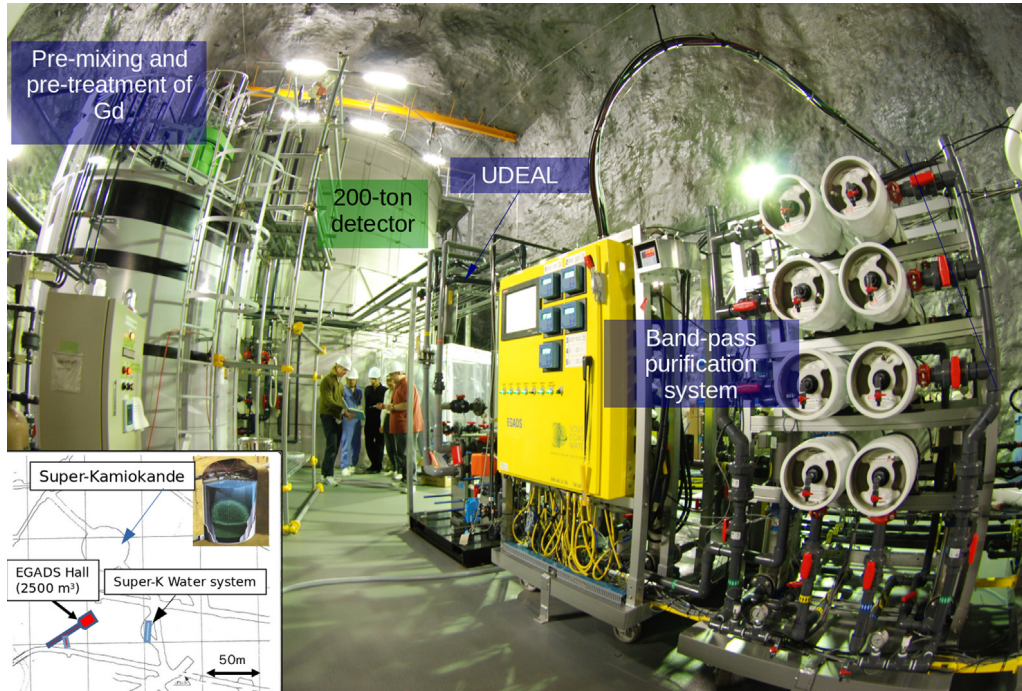 Pre-mixing and
pre-treatment of
Gd
200-ton
detector
UDEAL
Band-pass
purification
system
EGADS
Super-Kamiokande
EGADS Hall
(2500 m³)
Super-K Water system
50m